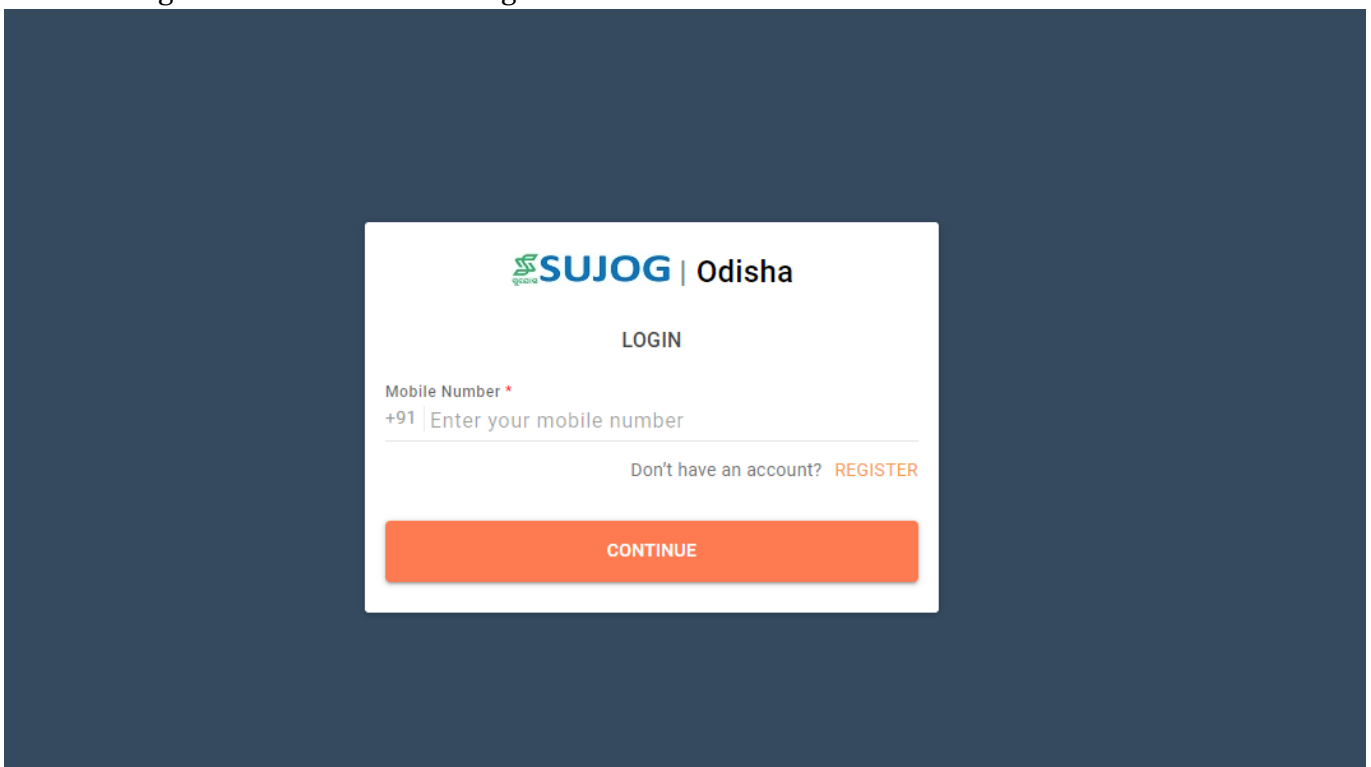 SUJOG | Odisha
ସୁଯୋଗ
LOGIN
Mobile Number *
+91 Enter your mobile number
Don't have an account? REGISTER
CONTINUE